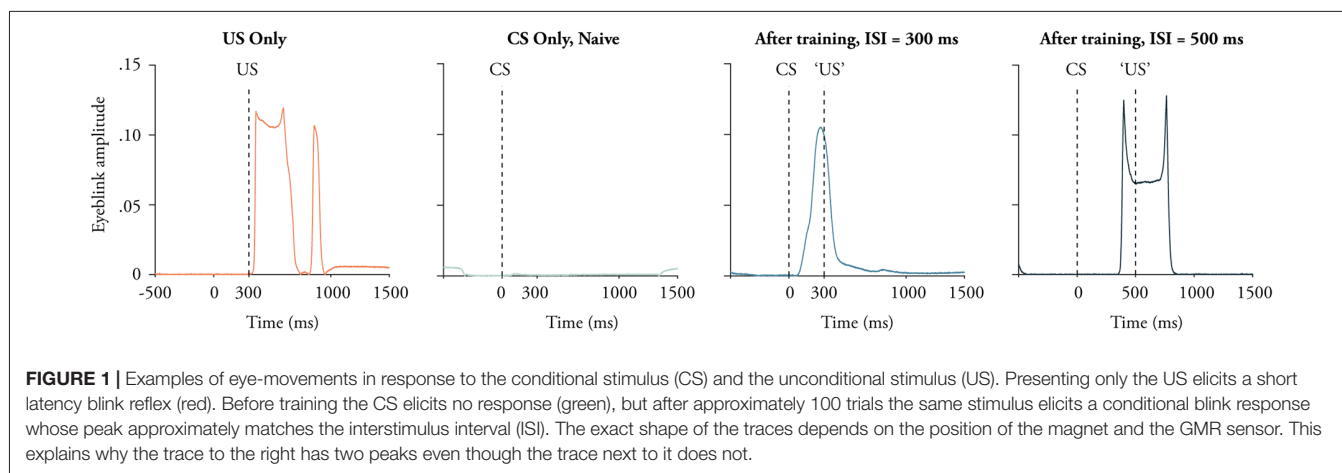 US Only
CS Only, Naive
After training, ISI = 300 ms
After training, ISI = 500 ms
US
CS
CS 'US'
CS 'US'
Eyeblink amplitude
.15
.10
.05
0
-500 0 300 1000 1500
0 300 1000 1500
0 300 1000 1500
0 500 1000 1500
Time (ms)
Time (ms)
Time (ms)
Time (ms)
FIGURE 1 | Examples of eye-movements in response to the conditional stimulus (CS) and the unconditional stimulus (US). Presenting only the US elicits a short
latency blink reflex (red). Before training the CS elicits no response (green), but after approximately 100 trials the same stimulus elicits a conditional blink response
whose peak approximately matches the interstimulus interval (ISI). The exact shape of the traces depends on the position of the magnet and the GMR sensor. This
explains why the trace to the right has two peaks even though the trace next to it does not.